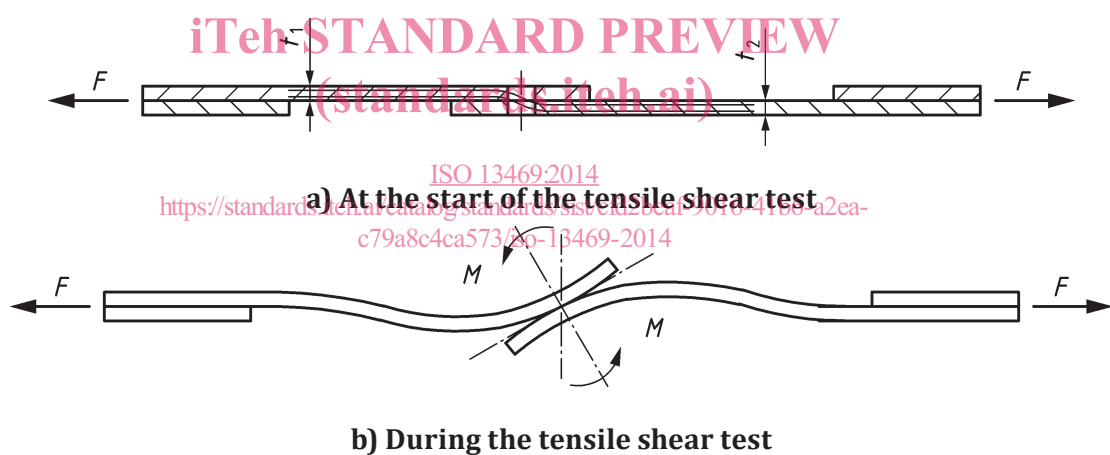 iTeh STANDARD PREVIEW
(standards.iteh.ai)
t1
t2
F
F
ISO 13469:2014
a) At the start of the tensile shear test
c79a8c4ca573/iso-13469-2014
M
F
F
M
b) During the tensile shear test